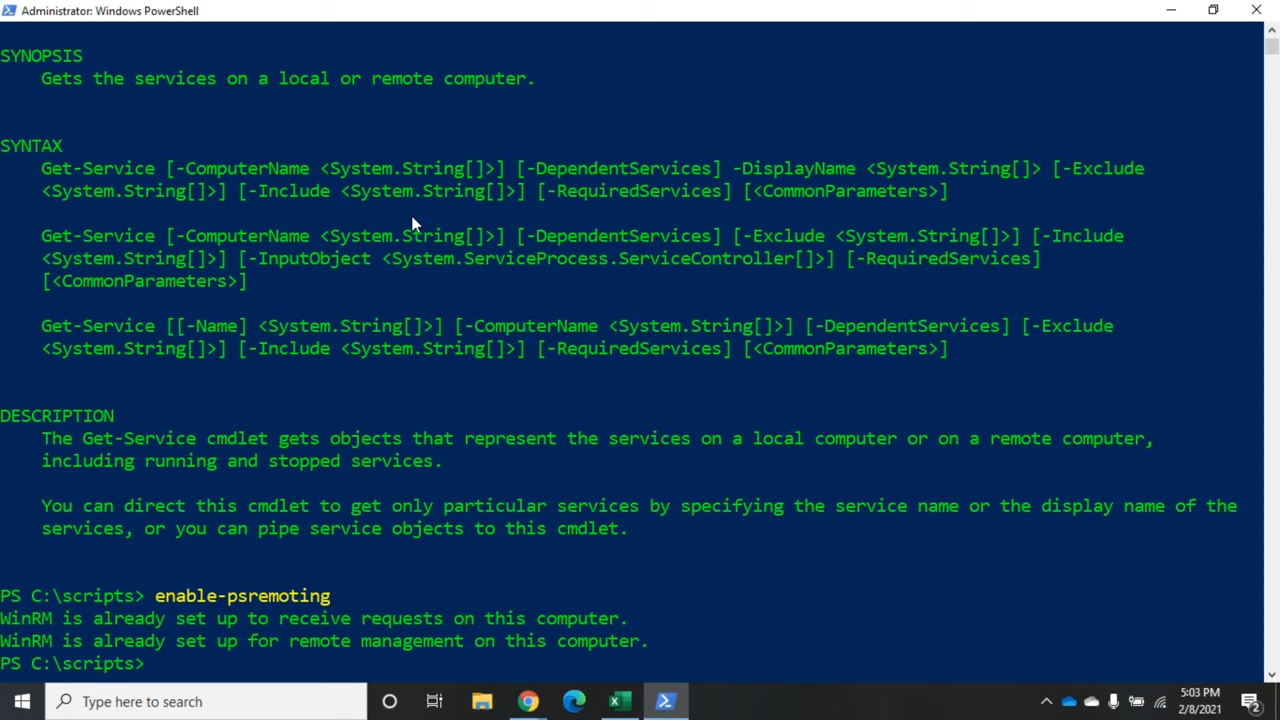 Administrator: Windows PowerShell
SYNOPSIS
Gets the services on a local or remote computer.
SYNTAX
Get-Service [-ComputerName <System.String[]>] [-DependentServices] -DisplayName <System.String[]> [-Exclude
<System.String[]>] [-Include <System.String[]>] [-RequiredServices] [<CommonParameters>]
Get-Service [-ComputerName <System.String[]>] [-DependentServices] [-Exclude <System.String[]>] [-Include
<System.String[]>] [-InputObject <System.ServiceProcess.ServiceController[]>] [-RequiredServices]
[<CommonParameters>]
Get-Service [[-Name] <System.String[]>] [-ComputerName <System.String[]>] [-DependentServices] [-Exclude
<System.String[]>] [-Include <System.String[]>] [-RequiredServices] [<CommonParameters>]
DESCRIPTION
The Get-Service cmdlet gets objects that represent the services on a local computer or on a remote computer,
including running and stopped services.
You can direct this cmdlet to get only particular services by specifying the service name or the display name of the
services, or you can pipe service objects to this cmdlet.
PS C:\scripts> enable-psremoting
WinRM is already set up to receive requests on this computer.
WinRM is already set up for remote management on this computer.
PS C:\scripts>
Type here to search
5:03 PM
2/8/2021
2